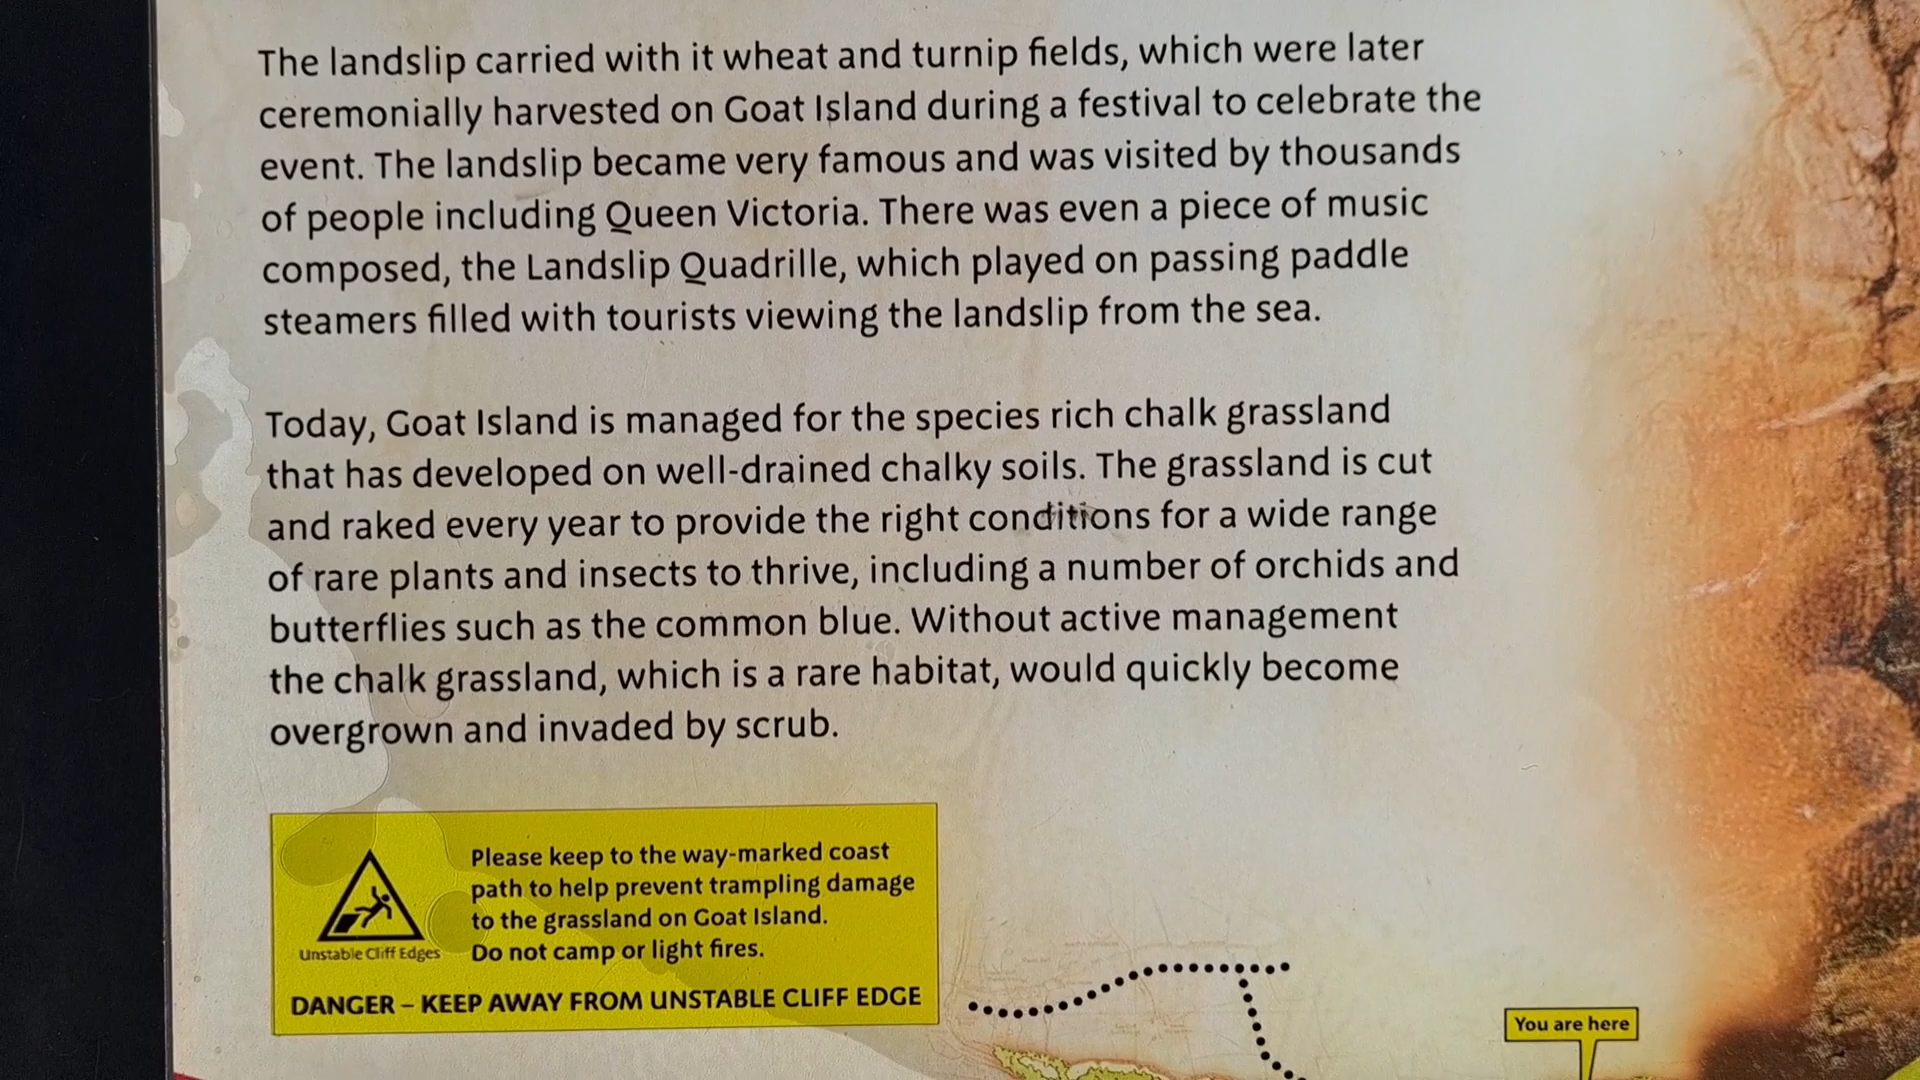 The landslip carried with it wheat and turnip fields, which were later
ceremonially harvested on Goat Island during a festival to celebrate the
event. The landslip became very famous and was visited by thousands
of people including Queen Victoria. There was even a piece of music
composed, the Landslip Quadrille, which played on passing paddle
steamers filled with tourists viewing the landslip from the sea.
Today, Goat Island is managed for the species rich chalk grassland
that has developed on well-drained chalky soils. The grassland is cut
and raked every year to provide the right conditions for a wide range
of rare plants and insects to thrive, including a number of orchids and
butterflies such as the common blue. Without active management
the chalk grassland, which is a rare habitat, would quickly become
overgrown and invaded by scrub.
Please keep to the way-marked coast
path to help prevent trampling damage
to the grassland on Goat Island.
Do not camp or light fires.
Unstable Cliff Edges
DANGER – KEEP AWAY FROM UNSTABLE CLIFF EDGE
You are here